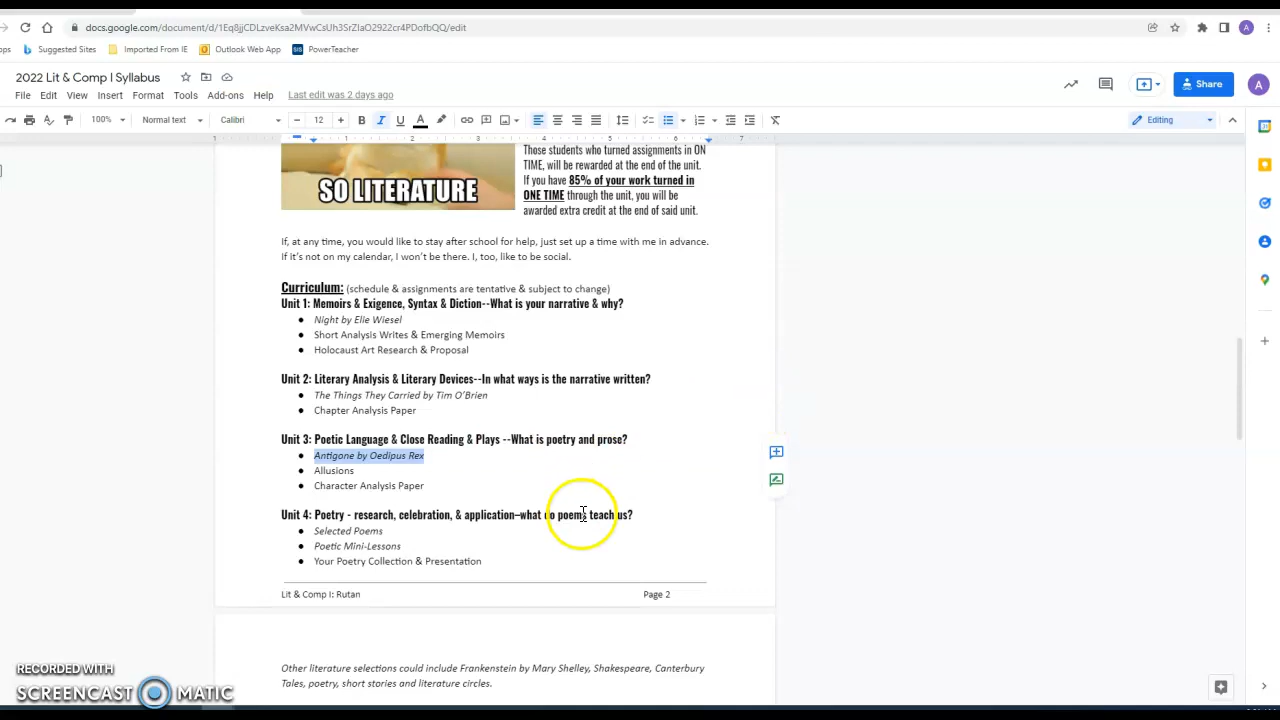 docs.google.com/document/d/1Eq8jjCDLzveKsa2MVwCsUh3SrZIaO2922cr4PDofbQQ/edit
A
ps Suggested Sites Imported From IE Outlook Web App SIS PowerTeacher
2022 Lit & Comp I Syllabus
File Edit View Insert Format Tools Add-ons Help Last edit was 2 days ago
Share
A
100% Normal text Calibri 12 B I U A Editing
1 1 2 3 4 5 6 7
Those students who turned assignments in ON
TIME, will be rewarded at the end of the unit.
If you have 85% of your work turned in
ONE TIME through the unit, you will be
awarded extra credit at the end of said unit.
SO LITERATURE
If, at any time, you would like to stay after school for help, just set up a time with me in advance.
If it's not on my calendar, I won't be there. I, too, like to be social.
Curriculum: (schedule & assignments are tentative & subject to change)
Unit 1: Memoirs & Exigence, Syntax & Diction--What is your narrative & why?
● Night by Elie Wiesel
● Short Analysis Writes & Emerging Memoirs
● Holocaust Art Research & Proposal
Unit 2: Literary Analysis & Literary Devices--In what ways is the narrative written?
● The Things They Carried by Tim O'Brien
● Chapter Analysis Paper
Unit 3: Poetic Language & Close Reading & Plays --What is poetry and prose?
● Antigone by Oedipus Rex
● Allusions
● Character Analysis Paper
Unit 4: Poetry - research, celebration, & application–what do poems teach us?
● Selected Poems
● Poetic Mini-Lessons
● Your Poetry Collection & Presentation
Lit & Comp I: Rutan Page 2
Other literature selections could include Frankenstein by Mary Shelley, Shakespeare, Canterbury
Tales, poetry, short stories and literature circles.
RECORDED WITH
SCREENCAST MATIC